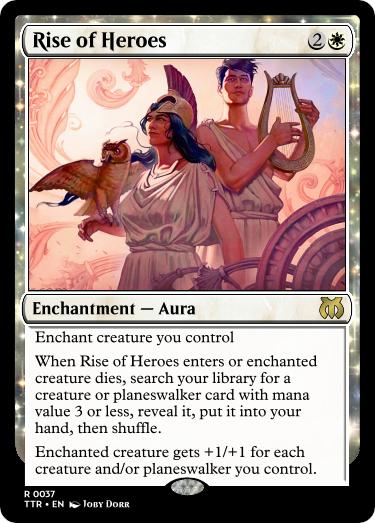 Rise of Heroes 2
Enchantment — Aura
Enchant creature you control
When Rise of Heroes enters or enchanted
creature dies, search your library for a
creature or planeswalker card with mana
value 3 or less, reveal it, put it into your
hand, then shuffle.
Enchanted creature gets +1/+1 for each
creature and/or planeswalker you control.
R 0037
TTR • EN Joby Dorr